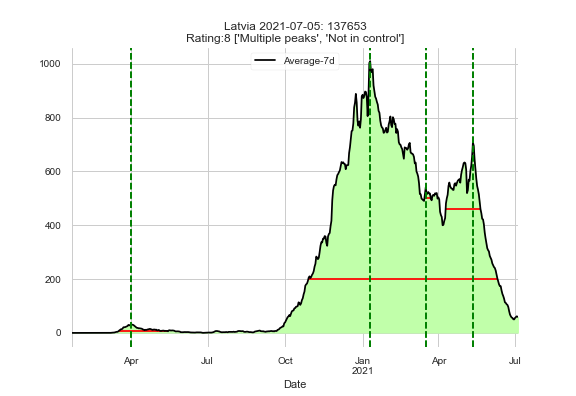 Latvia 2021-07-05: 137653
Rating:8 ['Multiple peaks', 'Not in control']
Average-7d
1000
800
600
400
200
0
Apr Jul Oct Jan Apr Jul
2021
Date